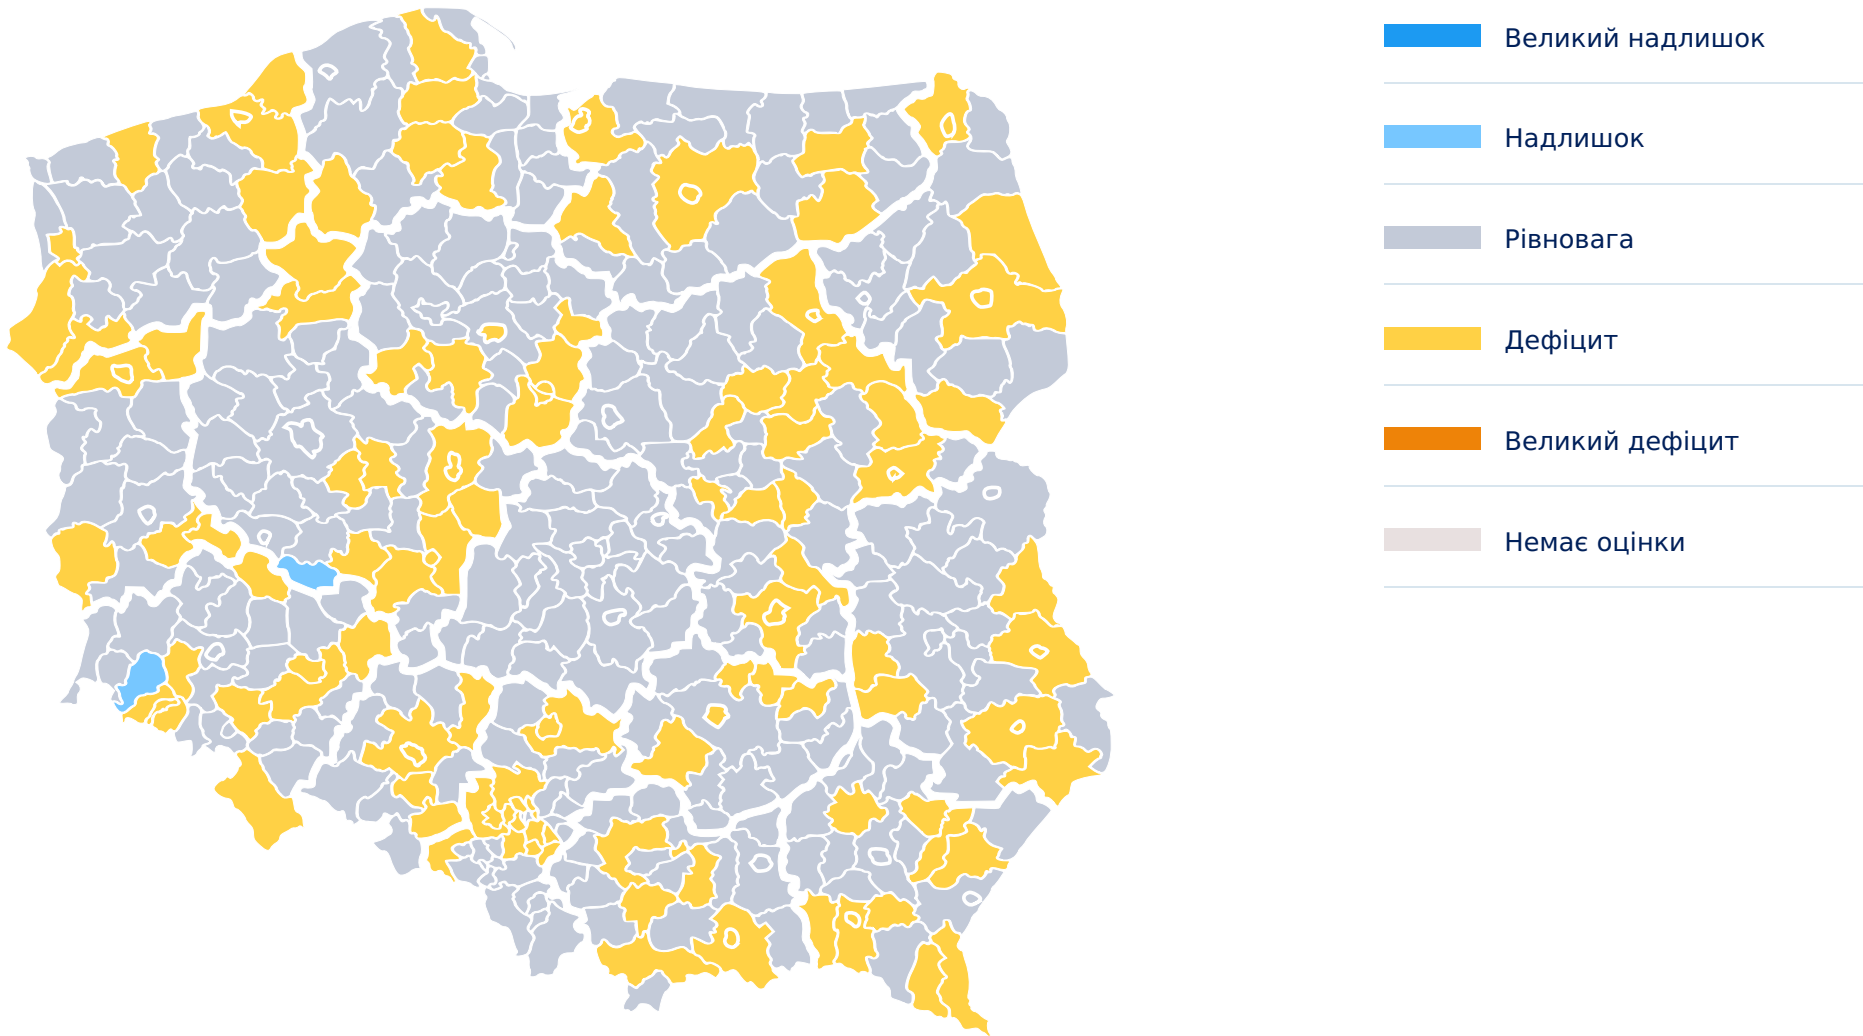 Великий надлишок
Надлишок
Рівновага
Дефіцит
Великий дефіцит
Немає оцінки